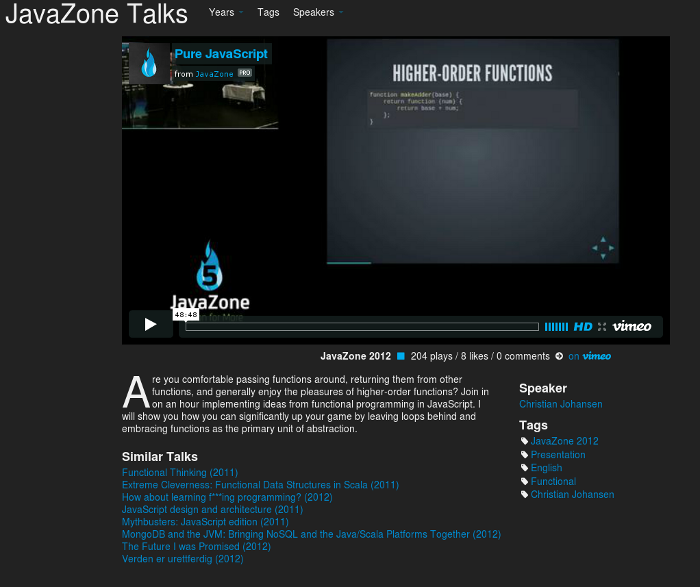 JavaZone Talks Years Tags Speakers
Pure JavaScript
from JavaZone PRO
HIGHER-ORDER FUNCTIONS
function makeAdder(base) {
return function (num) {
return base + num;
};
}
5
JavaZone
for More
48:48
HD vimeo
JavaZone 2012 204 plays / 8 likes / 0 comments on vimeo
Are you comfortable passing functions around, returning them from other
functions, and generally enjoy the pleasures of higher-order functions? Join in
on an hour implementing ideas from functional programming in JavaScript. I
will show you how you can significantly up your game by leaving loops behind and
embracing functions as the primary unit of abstraction.
Similar Talks
Functional Thinking (2011)
Extreme Cleverness: Functional Data Structures in Scala (2011)
How about learning f***ing programming? (2012)
JavaScript design and architecture (2011)
Mythbusters: JavaScript edition (2011)
MongoDB and the JVM: Bringing NoSQL and the Java/Scala Platforms Together (2012)
The Future I was Promised (2012)
Verden er urettferdig (2012)
Speaker
Christian Johansen
Tags
JavaZone 2012
Presentation
English
Functional
Christian Johansen